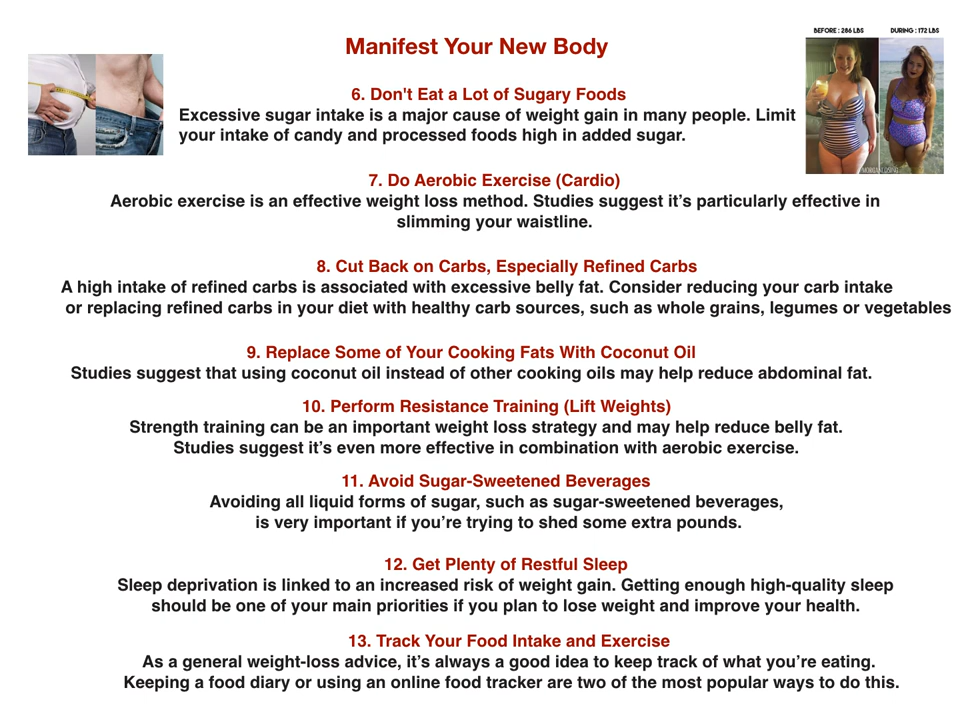 Manifest Your New Body
BEFORE : 286 LBS
DURING : 172 LBS
6. Don't Eat a Lot of Sugary Foods
Excessive sugar intake is a major cause of weight gain in many people. Limit
your intake of candy and processed foods high in added sugar.
7. Do Aerobic Exercise (Cardio)
Aerobic exercise is an effective weight loss method. Studies suggest it’s particularly effective in
slimming your waistline.
8. Cut Back on Carbs, Especially Refined Carbs
A high intake of refined carbs is associated with excessive belly fat. Consider reducing your carb intake
or replacing refined carbs in your diet with healthy carb sources, such as whole grains, legumes or vegetables
9. Replace Some of Your Cooking Fats With Coconut Oil
Studies suggest that using coconut oil instead of other cooking oils may help reduce abdominal fat.
10. Perform Resistance Training (Lift Weights)
Strength training can be an important weight loss strategy and may help reduce belly fat.
Studies suggest it’s even more effective in combination with aerobic exercise.
11. Avoid Sugar-Sweetened Beverages
Avoiding all liquid forms of sugar, such as sugar-sweetened beverages,
is very important if you’re trying to shed some extra pounds.
12. Get Plenty of Restful Sleep
Sleep deprivation is linked to an increased risk of weight gain. Getting enough high-quality sleep
should be one of your main priorities if you plan to lose weight and improve your health.
13. Track Your Food Intake and Exercise
As a general weight-loss advice, it’s always a good idea to keep track of what you’re eating.
Keeping a food diary or using an online food tracker are two of the most popular ways to do this.